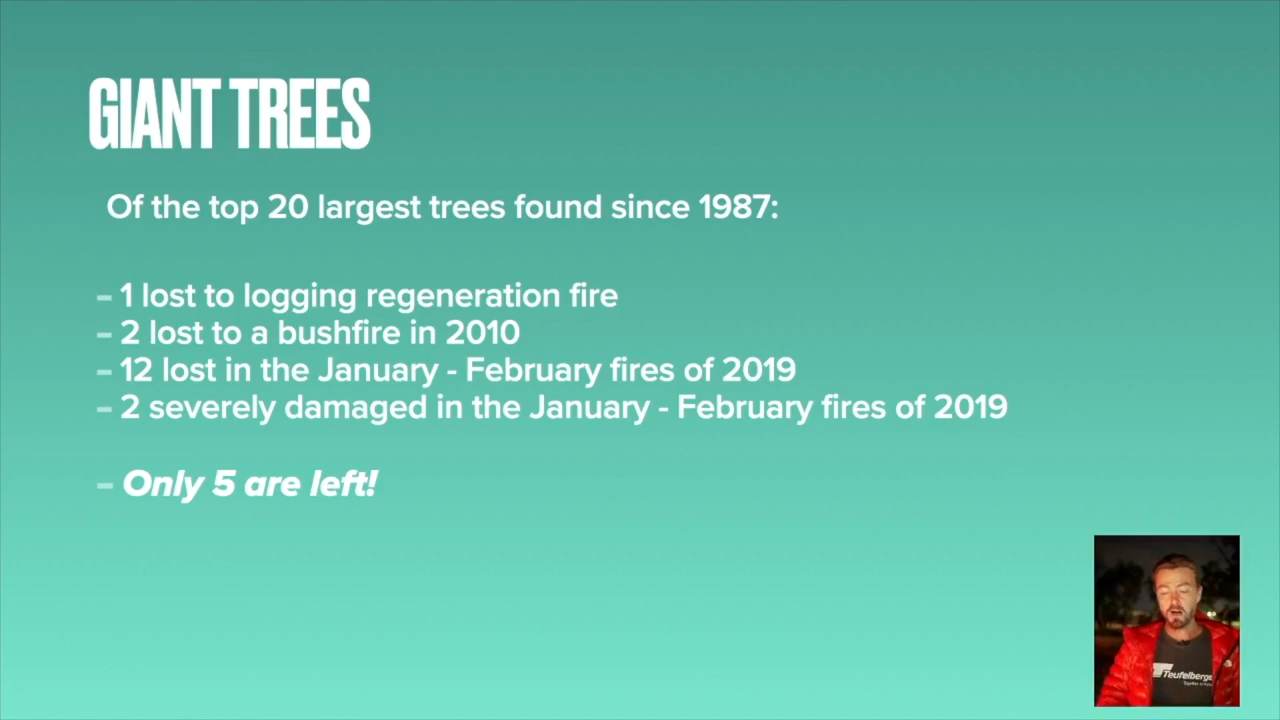 GIANT TREES
Of the top 20 largest trees found since 1987:
– 1 lost to logging regeneration fire
– 2 lost to a bushfire in 2010
– 12 lost in the January - February fires of 2019
– 2 severely damaged in the January - February fires of 2019
– Only 5 are left!
Teufelberge